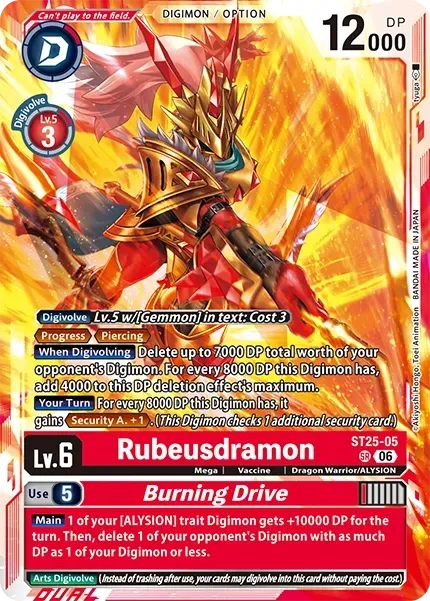 Can't play to the field.
DIGIMON / OPTION
12000 DP
D
Digivolve
Lv.5
3
Iyuga
©Akiyoshi Hongo, Toei Animation BANDAI MADE IN JAPAN
Digivolve Lv.5 w/[Gemmon] in text: Cost 3
Progress Piercing
When Digivolving Delete up to 7000 DP total worth of your
opponent's Digimon. For every 8000 DP this Digimon has,
add 4000 to this DP deletion effect's maximum.
Your Turn For every 8000 DP this Digimon has, it
gains Security A. +1. (This Digimon checks 1 additional security card.)
Lv.6
Rubeusdramon
ST25-05
SR 06
Mega | Vaccine | Dragon Warrior/ALYSION
Use 5
Burning Drive
Main 1 of your [ALYSION] trait Digimon gets +10000 DP for the
turn. Then, delete 1 of your opponent's Digimon with as much
DP as 1 of your Digimon or less.
Arts Digivolve (Instead of trashing after use, your cards may digivolve into this card without paying the cost.)
DUAL